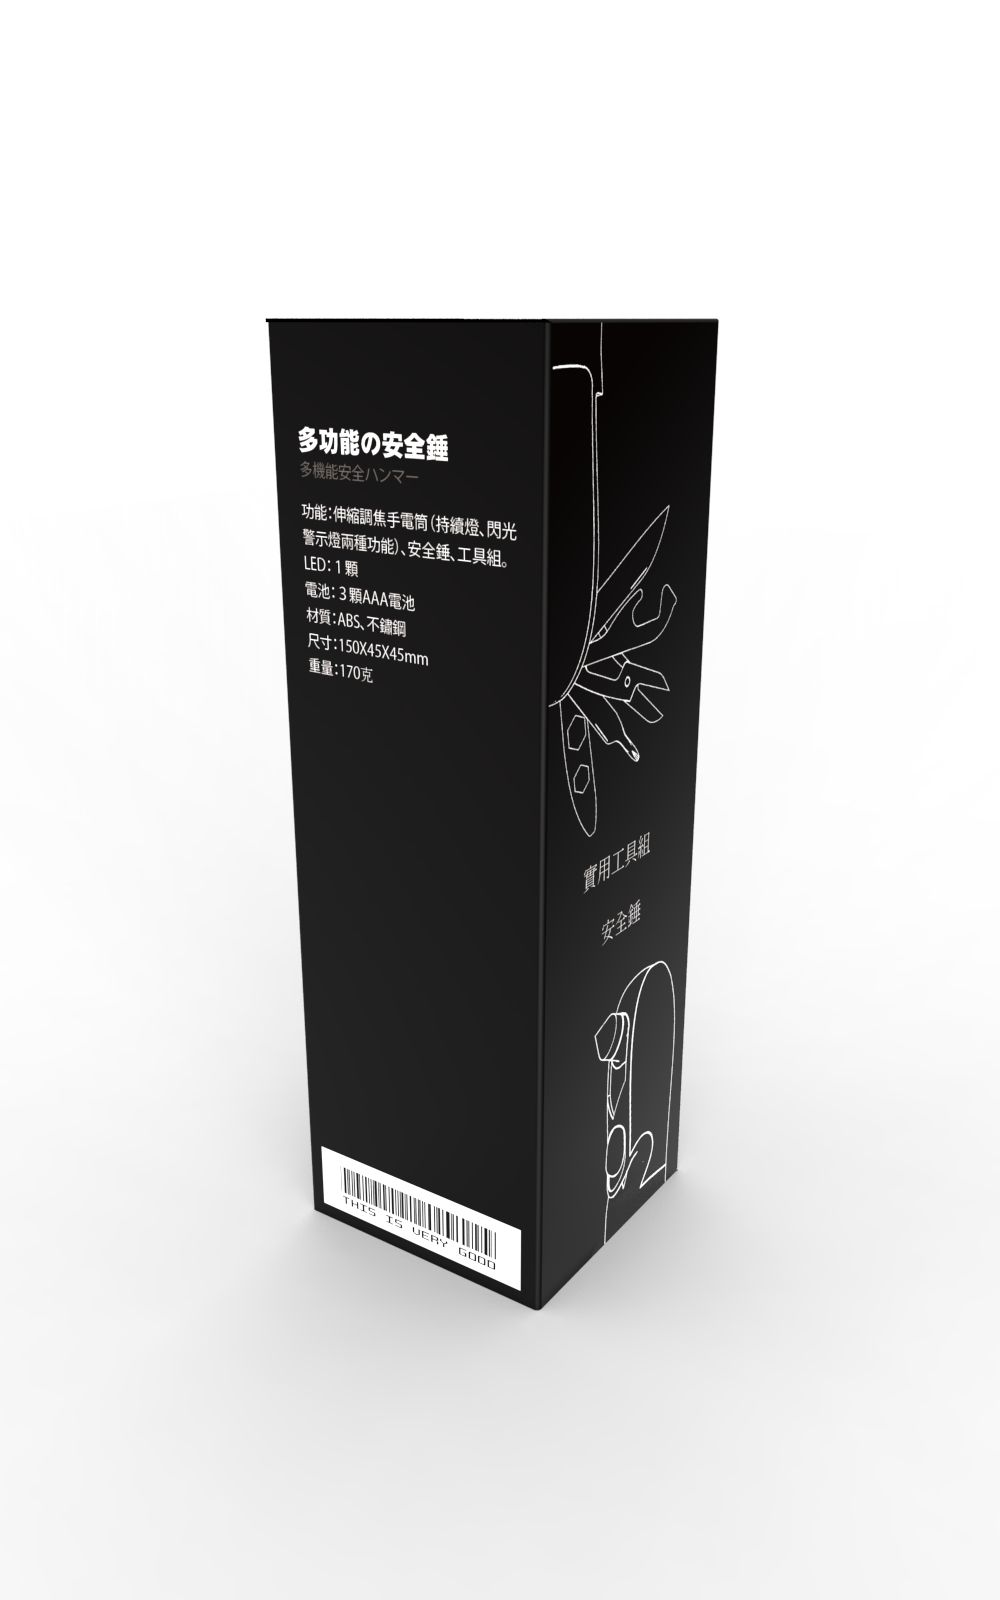 多功能の安全錘
多機能安全ハンマー
功能：伸縮調焦手電筒（持續燈、閃光
警示燈兩種功能）、安全錘、工具組。
LED：1顆
電池：3顆AAA電池
材質：ABS、不鏽鋼
尺寸：150X45X45mm
重量：170克
THIS IS VERY GOOD
實用工具組
安全錘